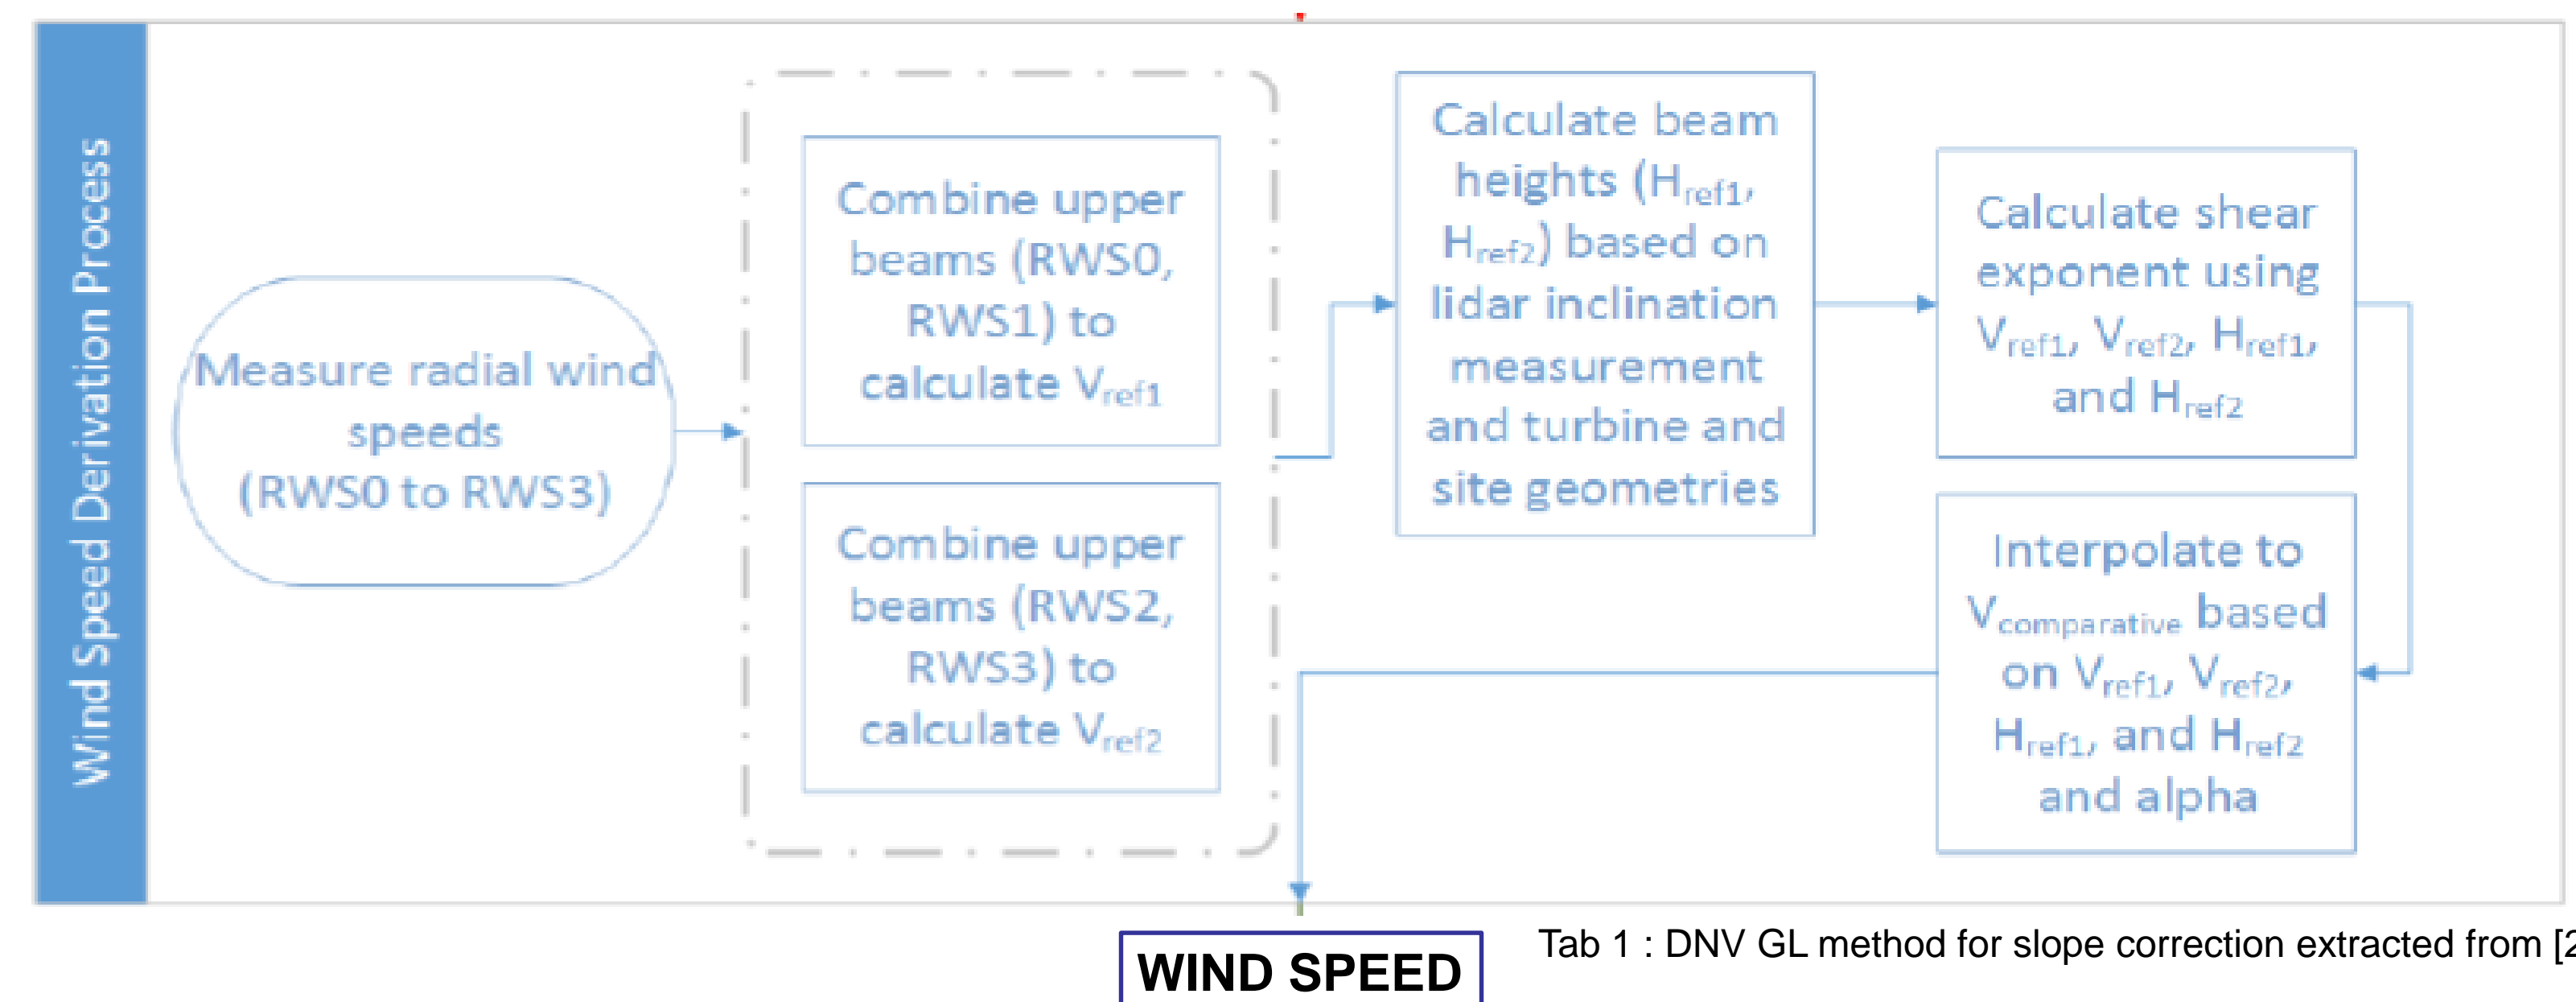 Wind Speed Derivation Process
Measure radial wind
speeds
(RWS0 to RWS3)
Combine upper
beams (RWS0,
RWS1) to
calculate Vref1
Combine upper
beams (RWS2,
RWS3) to
calculate Vref2
Calculate beam
heights (Href1,
Href2) based on
lidar inclination
measurement
and turbine and
site geometries
Calculate shear
exponent using
Vref1, Vref2, Href1,
and Href2
Interpolate to
Vcomparative based
on Vref1, Vref2,
Href1, and Href2
and alpha
WIND SPEED
Tab 1 : DNV GL method for slope correction extracted from [2